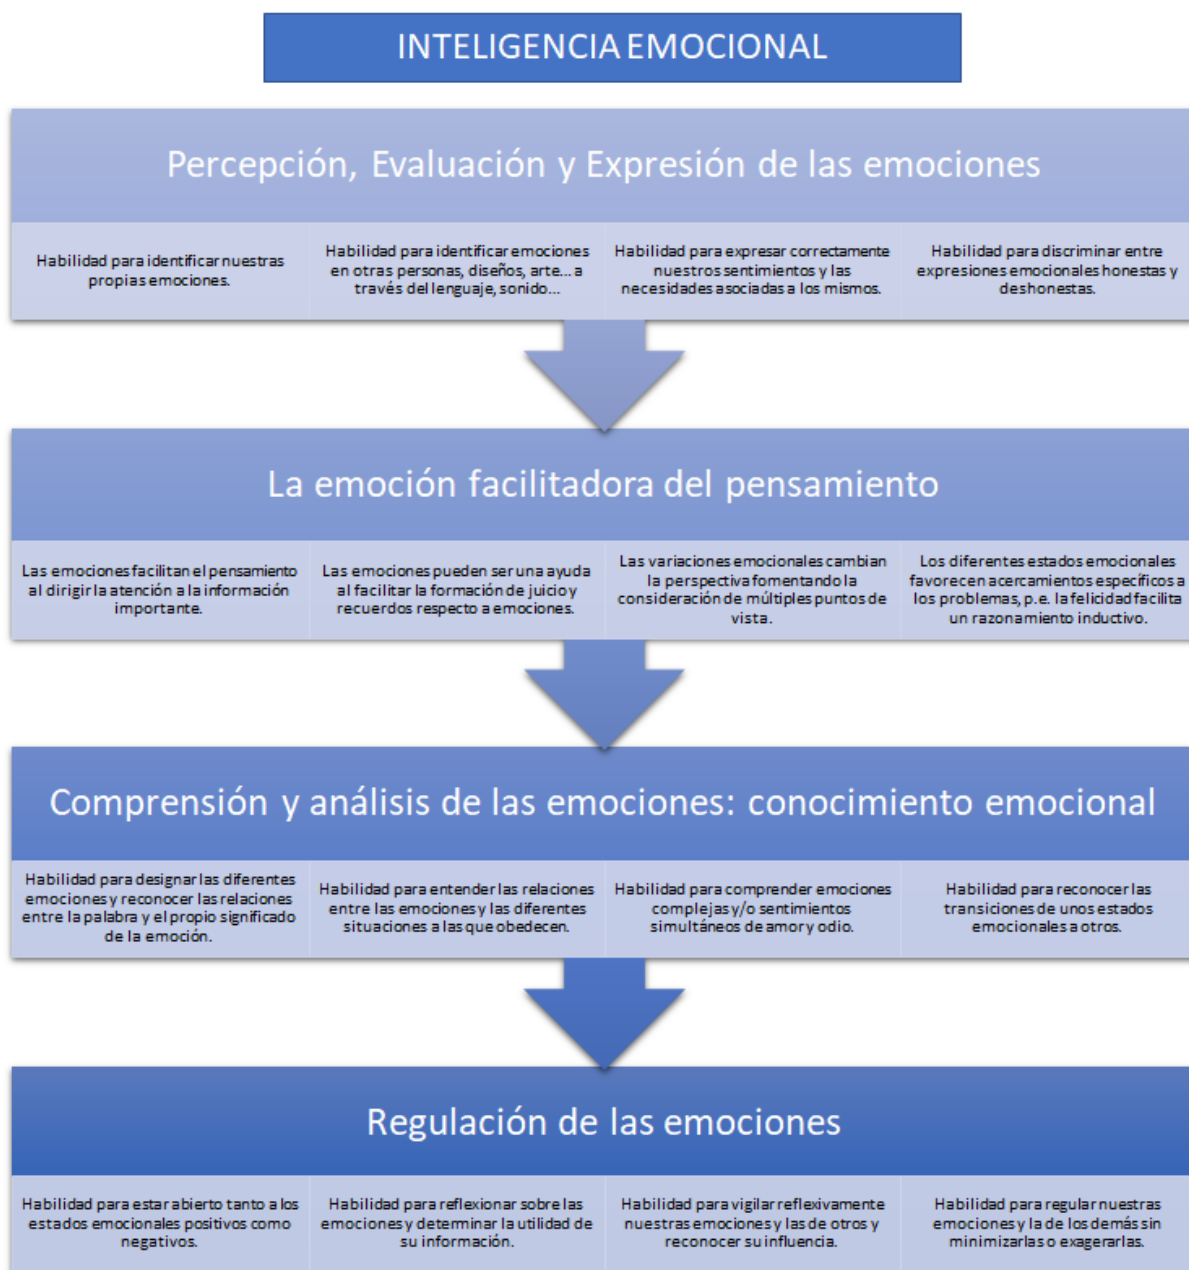 INTELIGENCIA EMOCIONAL
Percepción, Evaluación y Expresión de las emociones
Habilidad para identificar nuestras
propias emociones.
Habilidad para identificar emociones
en otras personas, diseños, arte... a
través del lenguaje, sonido...
Habilidad para expresar correctamente
nuestros sentimientos y las
necesidades asociadas a los mismos.
Habilidad para discriminar entre
expresiones emocionales honestas y
deshonestas.
La emoción facilitadora del pensamiento
Las emociones facilitan el pensamiento
al dirigir la atención a la información
importante.
Las emociones pueden ser una ayuda
al facilitar la formación de juicio y
recuerdos respecto a emociones.
Las variaciones emocionales cambian
la perspectiva fomentando la
consideración de múltiples puntos de
vista.
Los diferentes estados emocionales
favorecen acercamientos específicos a
los problemas, p.e. la felicidad facilita
un razonamiento inductivo.
Comprensión y análisis de las emociones: conocimiento emocional
Habilidad para designar las diferentes
emociones y reconocer las relaciones
entre la palabra y el propio significado
de la emoción.
Habilidad para entender las relaciones
entre las emociones y las diferentes
situaciones a las que obedecen.
Habilidad para comprender emociones
complejas y/o sentimientos
simultáneos de amor y odio.
Habilidad para reconocer las
transiciones de unos estados
emocionales a otros.
Regulación de las emociones
Habilidad para estar abierto tanto a los
estados emocionales positivos como
negativos.
Habilidad para reflexionar sobre las
emociones y determinar la utilidad de
su información.
Habilidad para vigilar reflexivamente
nuestras emociones y las de otros y
reconocer su influencia.
Habilidad para regular nuestras
emociones y la de los demás sin
minimizarlas o exagerarlas.